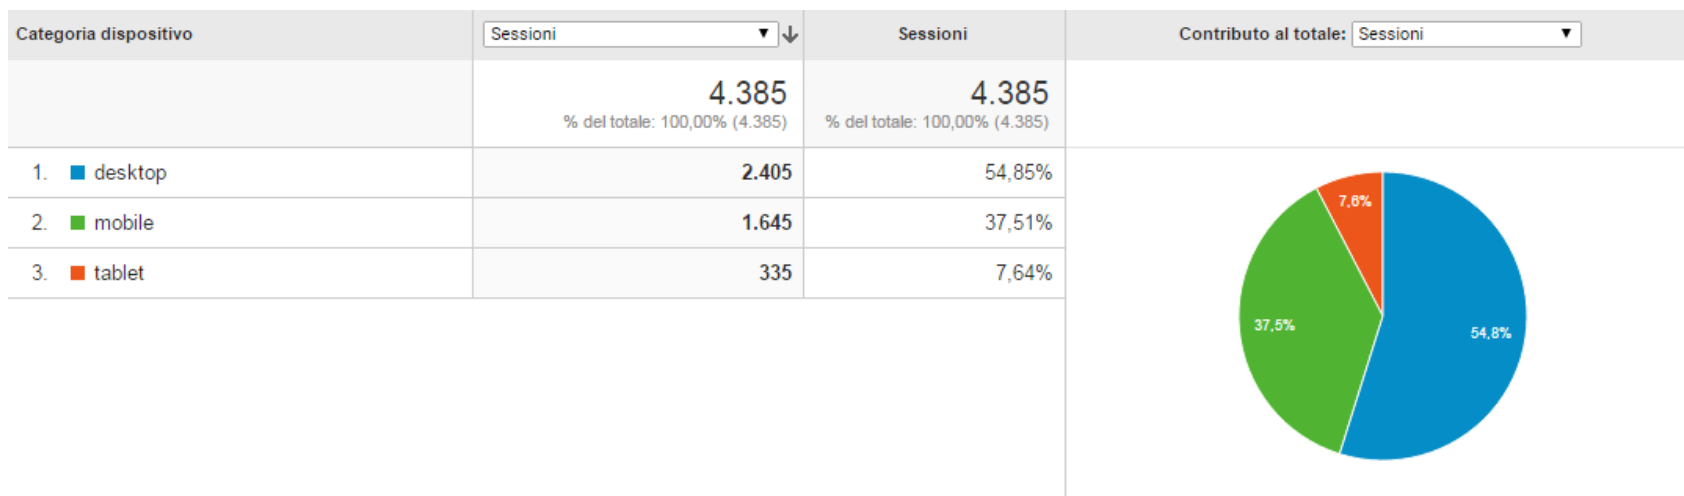 Categoria dispositivo Sessioni Sessioni Contributo al totale: Sessioni
4.385 4.385
% del totale: 100,00% (4.385) % del totale: 100,00% (4.385)
1. desktop 2.405 54,85%
2. mobile 1.645 37,51%
3. tablet 335 7,64%
7,6%
37,5%
54,8%